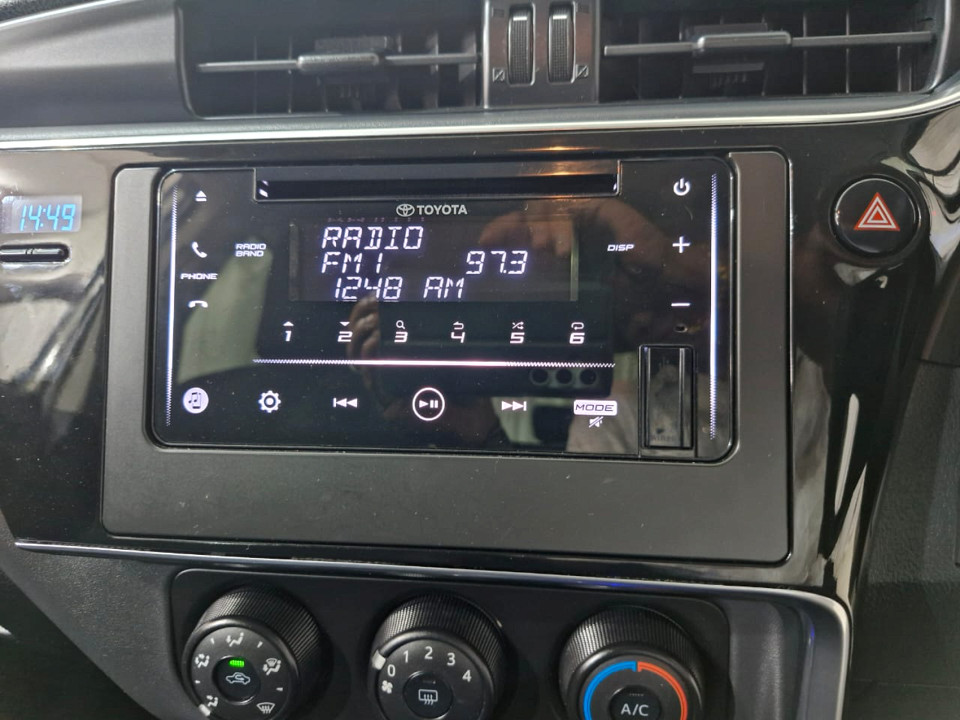 14:49
TOYOTA
RADIO
FM1 97.3
12:48 AM
RADIO
BAND
DISP
PHONE
+
−
1 2 3 4 5 6
MODE
0 1 2 3 4
A/C